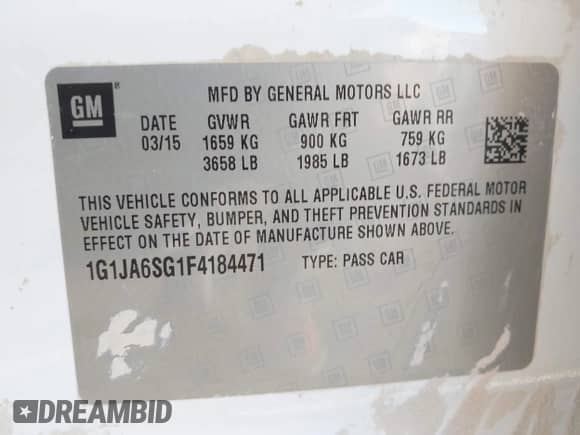 GM
®
MFD BY GENERAL MOTORS LLC
DATE GVWR GAWR FRT GAWR RR
03/15 1659 KG 900 KG 759 KG
3658 LB 1985 LB 1673 LB
THIS VEHICLE CONFORMS TO ALL APPLICABLE U.S. FEDERAL MOTOR
VEHICLE SAFETY, BUMPER, AND THEFT PREVENTION STANDARDS IN
EFFECT ON THE DATE OF MANUFACTURE SHOWN ABOVE.
1G1JA6SG1F4184471 TYPE: PASS CAR
DREAMBID